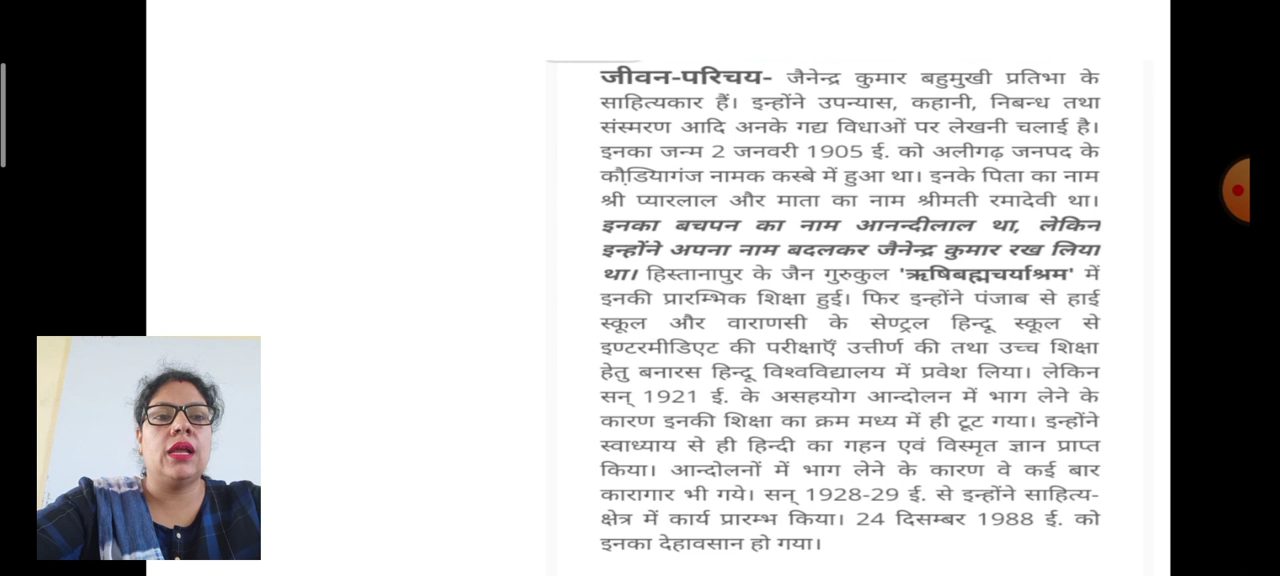 जीवन-परिचय- जैनेन्द्र कुमार बहुमुखी प्रतिभा के
साहित्यकार हैं। इन्होंने उपन्यास, कहानी, निबन्ध तथा
संस्मरण आदि अनके गद्य विधाओं पर लेखनी चलाई है।
इनका जन्म 2 जनवरी 1905 ई. को अलीगढ़ जनपद के
कौड़ियागंज नामक कस्बे में हुआ था। इनके पिता का नाम
श्री प्यारलाल और माता का नाम श्रीमती रमादेवी था।
इनका बचपन का नाम आनन्दीलाल था, लेकिन
इन्होंने अपना नाम बदलकर जैनेन्द्र कुमार रख लिया
था। हिस्तानापुर के जैन गुरुकुल 'ऋषिबह्मचर्याश्रम' में
इनकी प्रारम्भिक शिक्षा हुई। फिर इन्होंने पंजाब से हाई
स्कूल और वाराणसी के सेण्ट्रल हिन्दू स्कूल से
इण्टरमीडिएट की परीक्षाएँ उत्तीर्ण की तथा उच्च शिक्षा
हेतु बनारस हिन्दू विश्वविद्यालय में प्रवेश लिया। लेकिन
सन् 1921 ई. के असहयोग आन्दोलन में भाग लेने के
कारण इनकी शिक्षा का क्रम मध्य में ही टूट गया। इन्होंने
स्वाध्याय से ही हिन्दी का गहन एवं विस्मृत ज्ञान प्राप्त
किया। आन्दोलनों में भाग लेने के कारण वे कई बार
कारागार भी गये। सन् 1928-29 ई. से इन्होंने साहित्य-
क्षेत्र में कार्य प्रारम्भ किया। 24 दिसम्बर 1988 ई. को
इनका देहावसान हो गया।